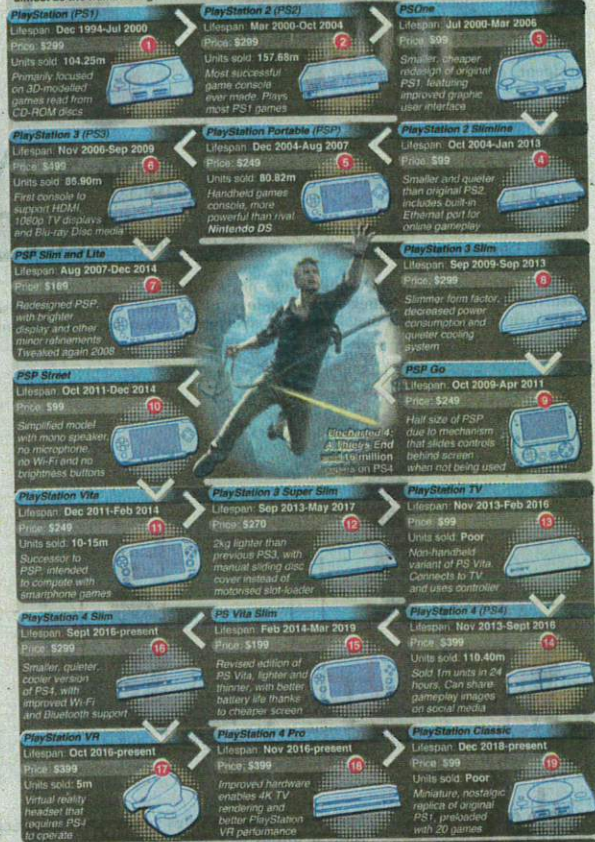 PlayStation (PS1)
Lifespan: Dec 1994-Jul 2000
Price: $299
1
Units sold: 104.25m
Primarily focused
on 3D-modelled
games read from
CD-ROM discs
PlayStation 2 (PS2)
Lifespan: Mar 2000-Oct 2004
Price: $299
2
Units sold: 157.68m
Most successful
game console
ever made. Plays
most PS1 games
PSOne
Lifespan: Jul 2000-Mar 2006
Price: $99
3
Smaller, cheaper
redesign of original
PS1, featuring
improved graphic
user interface
PlayStation 2 Slimline
Lifespan: Oct 2004-Jan 2013
Price: $99
4
Smaller and quieter
than original PS2,
includes built-in
Ethernet port for
online gameplay
PlayStation Portable (PSP)
Lifespan: Dec 2004-Aug 2007
Price: $249
5
Units sold: 80.82m
Handheld games
console, more
powerful than rival
Nintendo DS
PlayStation 3 (PS3)
Lifespan: Nov 2006-Sep 2009
Price: $499
6
Units sold: 86.90m
First console to
support HDMI,
1080p TV displays
and Blu-ray Disc media
PSP Slim and Lite
Lifespan: Aug 2007-Dec 2014
Price: $169
7
Redesigned PSP,
with brighter
display and other
minor refinements
Tweaked again 2008
PlayStation 3 Slim
Lifespan: Sep 2009-Sep 2013
Price: $299
8
Slimmer form factor,
decreased power
consumption and
quieter cooling
system
PSP Go
Lifespan: Oct 2009-Apr 2011
Price: $249
9
Half size of PSP
due to mechanism
that slides controls
behind screen
when not being used
Uncharted 4:
A Thief's End
million
on PS4
PSP Street
Lifespan: Oct 2011-Dec 2014
Price: $99
10
Simplified model
with mono speaker,
no microphone,
no Wi-Fi and no
brightness buttons
PlayStation Vita
Lifespan: Dec 2011-Feb 2014
Price: $249
11
Units sold: 10-15m
Successor to
PSP, intended
to compete with
smartphone games
PlayStation 3 Super Slim
Lifespan: Sep 2013-May 2017
Price: $270
12
2kg lighter than
previous PS3, with
manual sliding disc
cover instead of
motorised slot-loader
PlayStation TV
Lifespan: Nov 2013-Feb 2016
Price: $99
13
Units sold: Poor
Non-handheld
variant of PS Vita.
Connects to TV
and uses controller
PlayStation 4 (PS4)
Lifespan: Nov 2013-Sept 2016
Price: $399
14
Units sold: 110.40m
Sold 1m units in 24
hours. Can share
gameplay images
on social media
PS Vita Slim
Lifespan: Feb 2014-Mar 2019
Price: $199
15
Revised edition of
PS Vita, lighter and
thinner, with better
battery life thanks
to cheaper screen
PlayStation 4 Slim
Lifespan: Sept 2016-present
Price: $299
16
Smaller, quieter,
cooler version
of PS4, with
improved Wi-Fi
and Bluetooth support
PlayStation VR
Lifespan: Oct 2016-present
Price: $399
17
Units sold: 5m
Virtual reality
headset that
requires PS4
to operate
PlayStation 4 Pro
Lifespan: Nov 2016-present
Price: $399
18
Improved hardware
enables 4K TV
rendering and
better PlayStation
VR performance
PlayStation Classic
Lifespan: Dec 2018-present
Price: $99
19
Units sold: Poor
Miniature, nostalgic
replica of original
PS1, preloaded
with 20 games